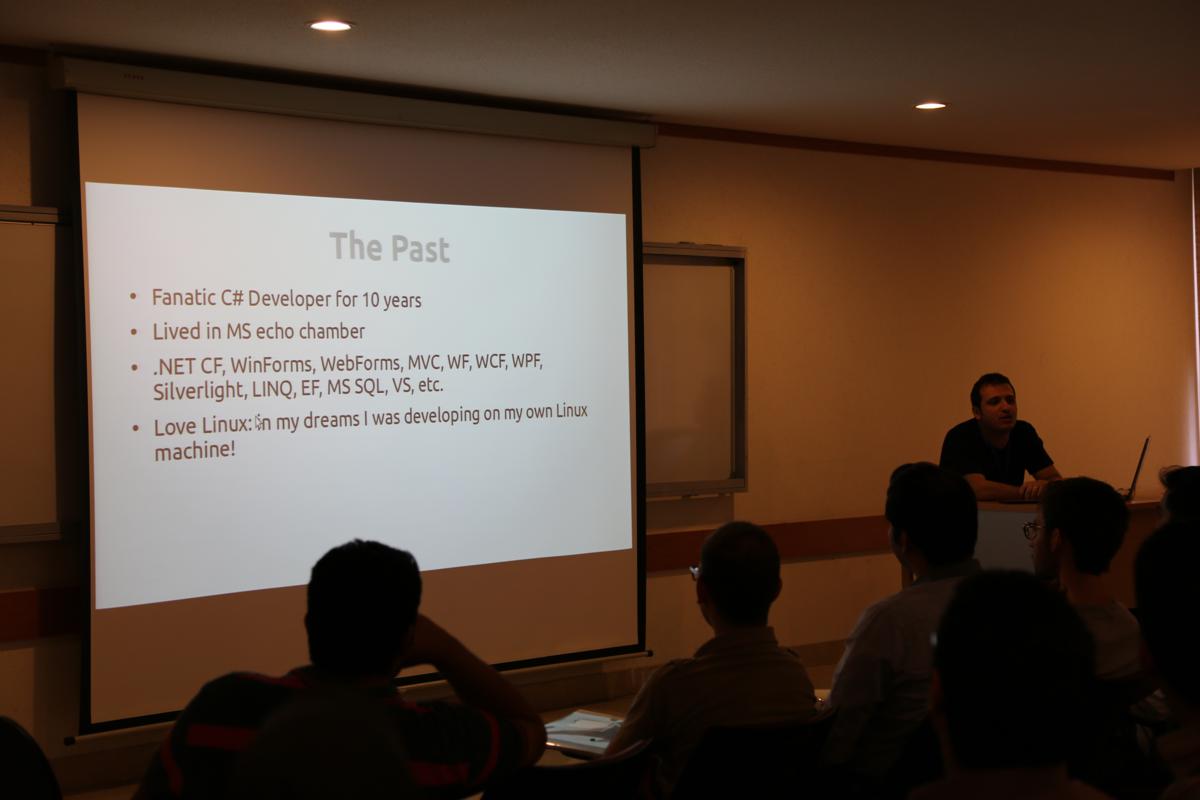 The Past
• Fanatic C# Developer for 10 years
• Lived in MS echo chamber
• .NET CF, WinForms, WebForms, MVC, WF, WCF, WPF,
Silverlight, LINQ, EF, MS SQL, VS, etc.
• Love Linux: in my dreams I was developing on my own Linux
machine!